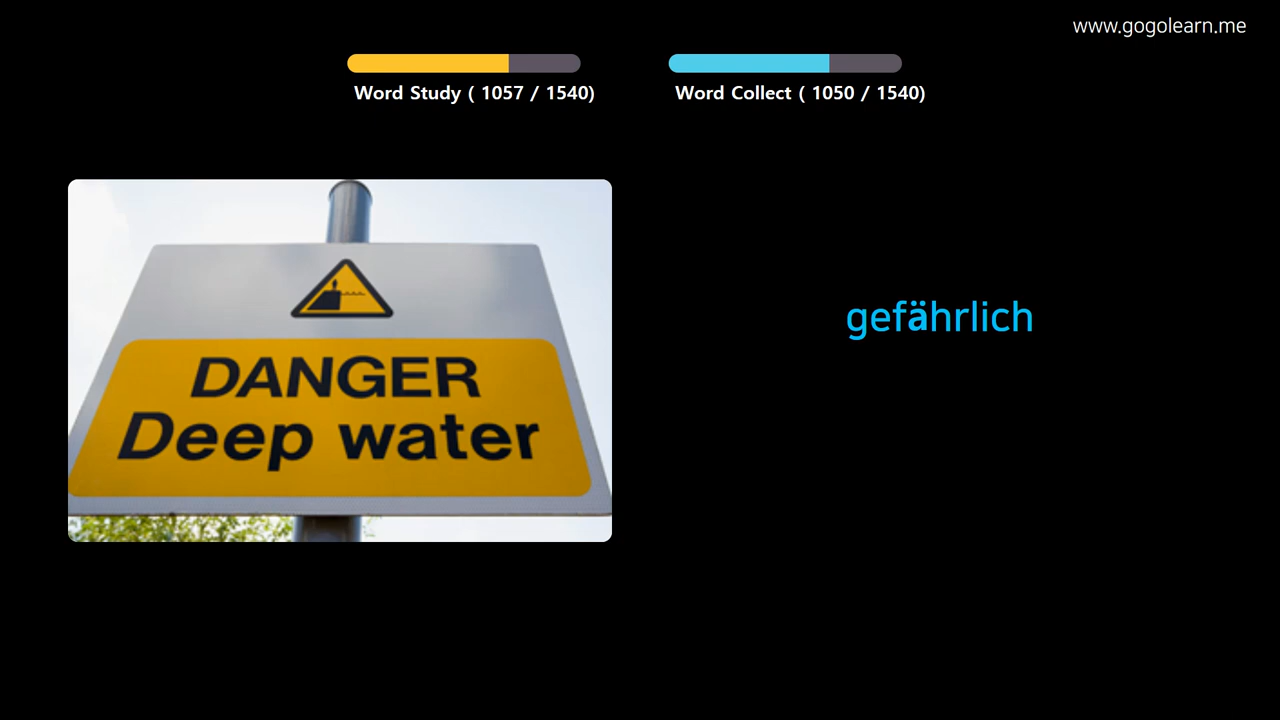 www.gogolearn.me
Word Study ( 1057 / 1540)
Word Collect ( 1050 / 1540)
DANGER
Deep water
gefährlich